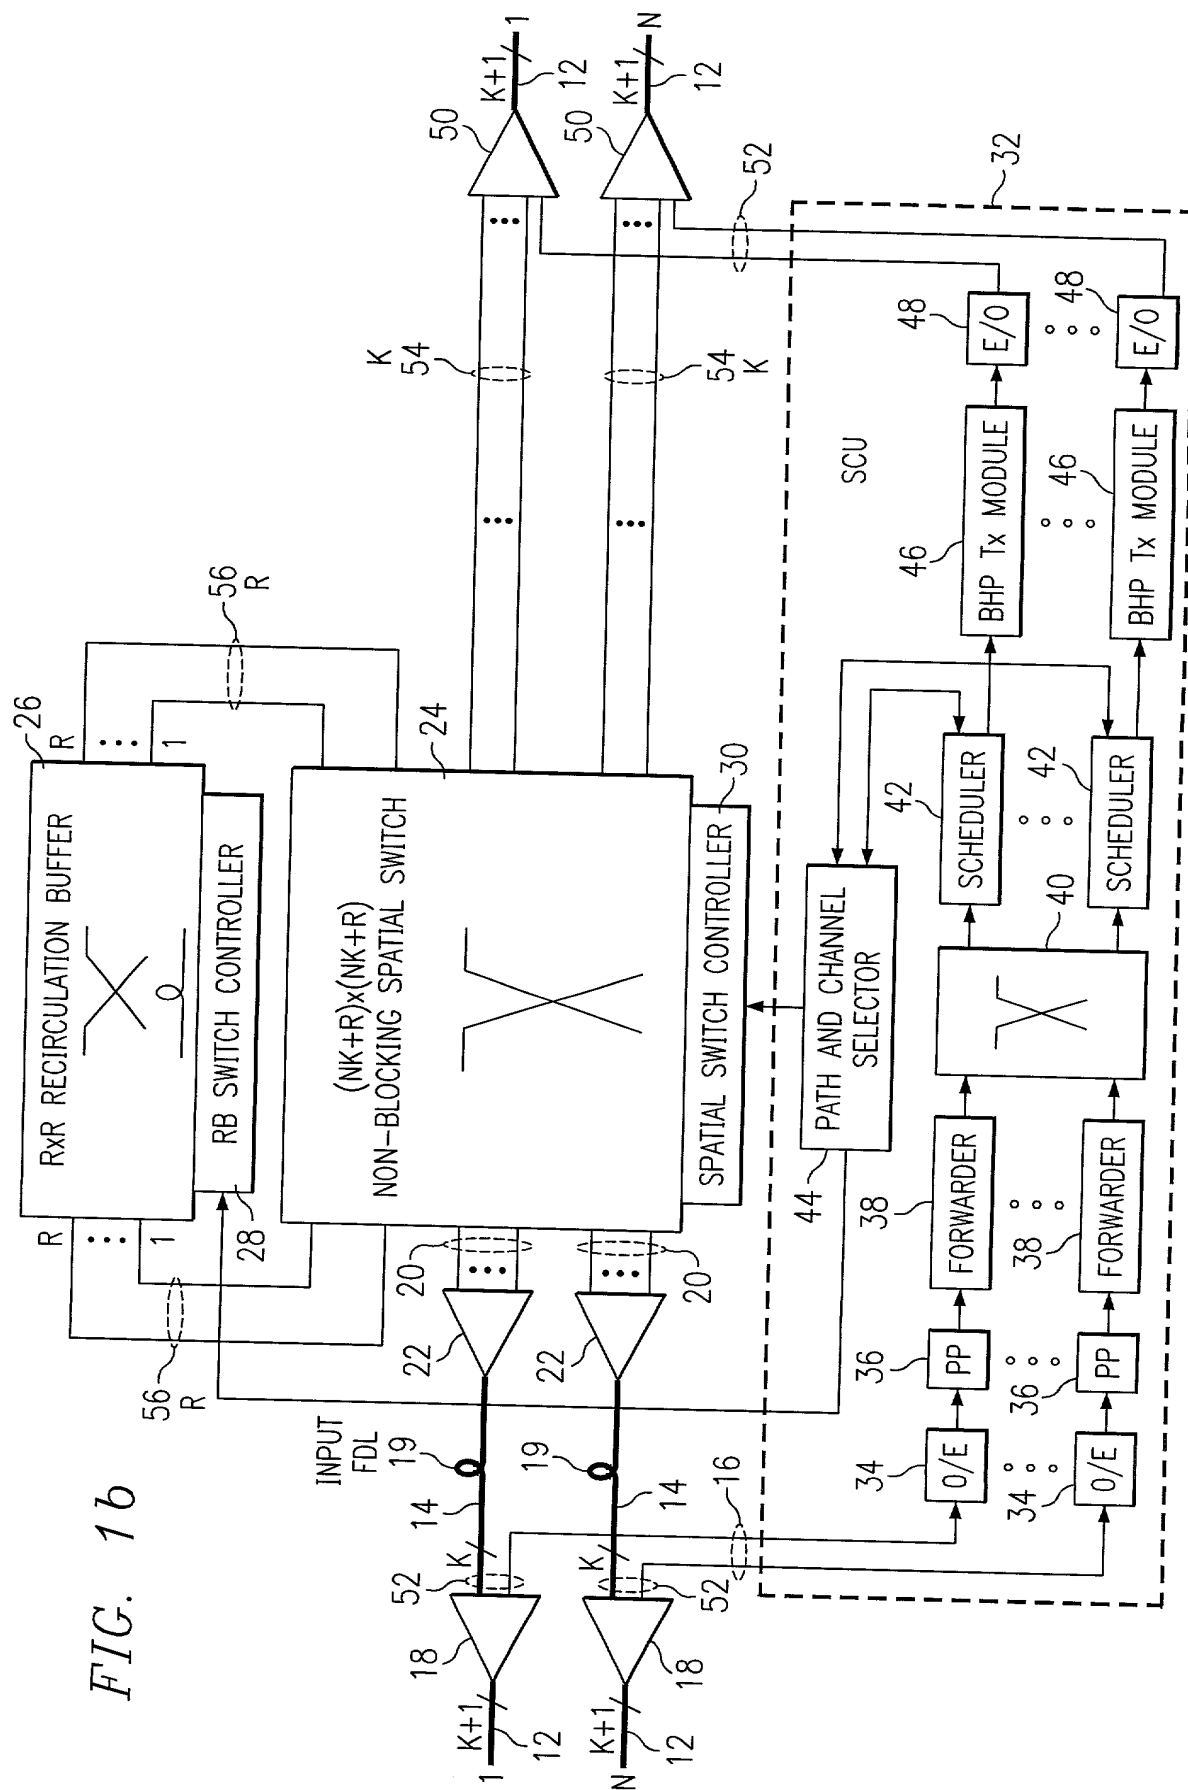 FIG. 1b
26
RxR RECIRCULATION BUFFER
R
1
R
1
RB SWITCH CONTROLLER
28
56
R
56
R
24
(NK+R)x(NK+R)
NON-BLOCKING SPATIAL SWITCH
SPATIAL SWITCH CONTROLLER
30
INPUT
FDL
1
K+1
12
18
52
K
14
19
22
20
K
54
50
K+1
12
1
N
K+1
12
18
52
K
14
19
22
20
54
K
50
K+1
12
N
16
52
32
SCU
44
PATH AND CHANNEL
SELECTOR
34
O/E
36
PP
38
FORWARDER
40
42
SCHEDULER
46
BHP Tx MODULE
48
E/O
34
O/E
36
PP
38
FORWARDER
42
SCHEDULER
46
BHP Tx MODULE
48
E/O